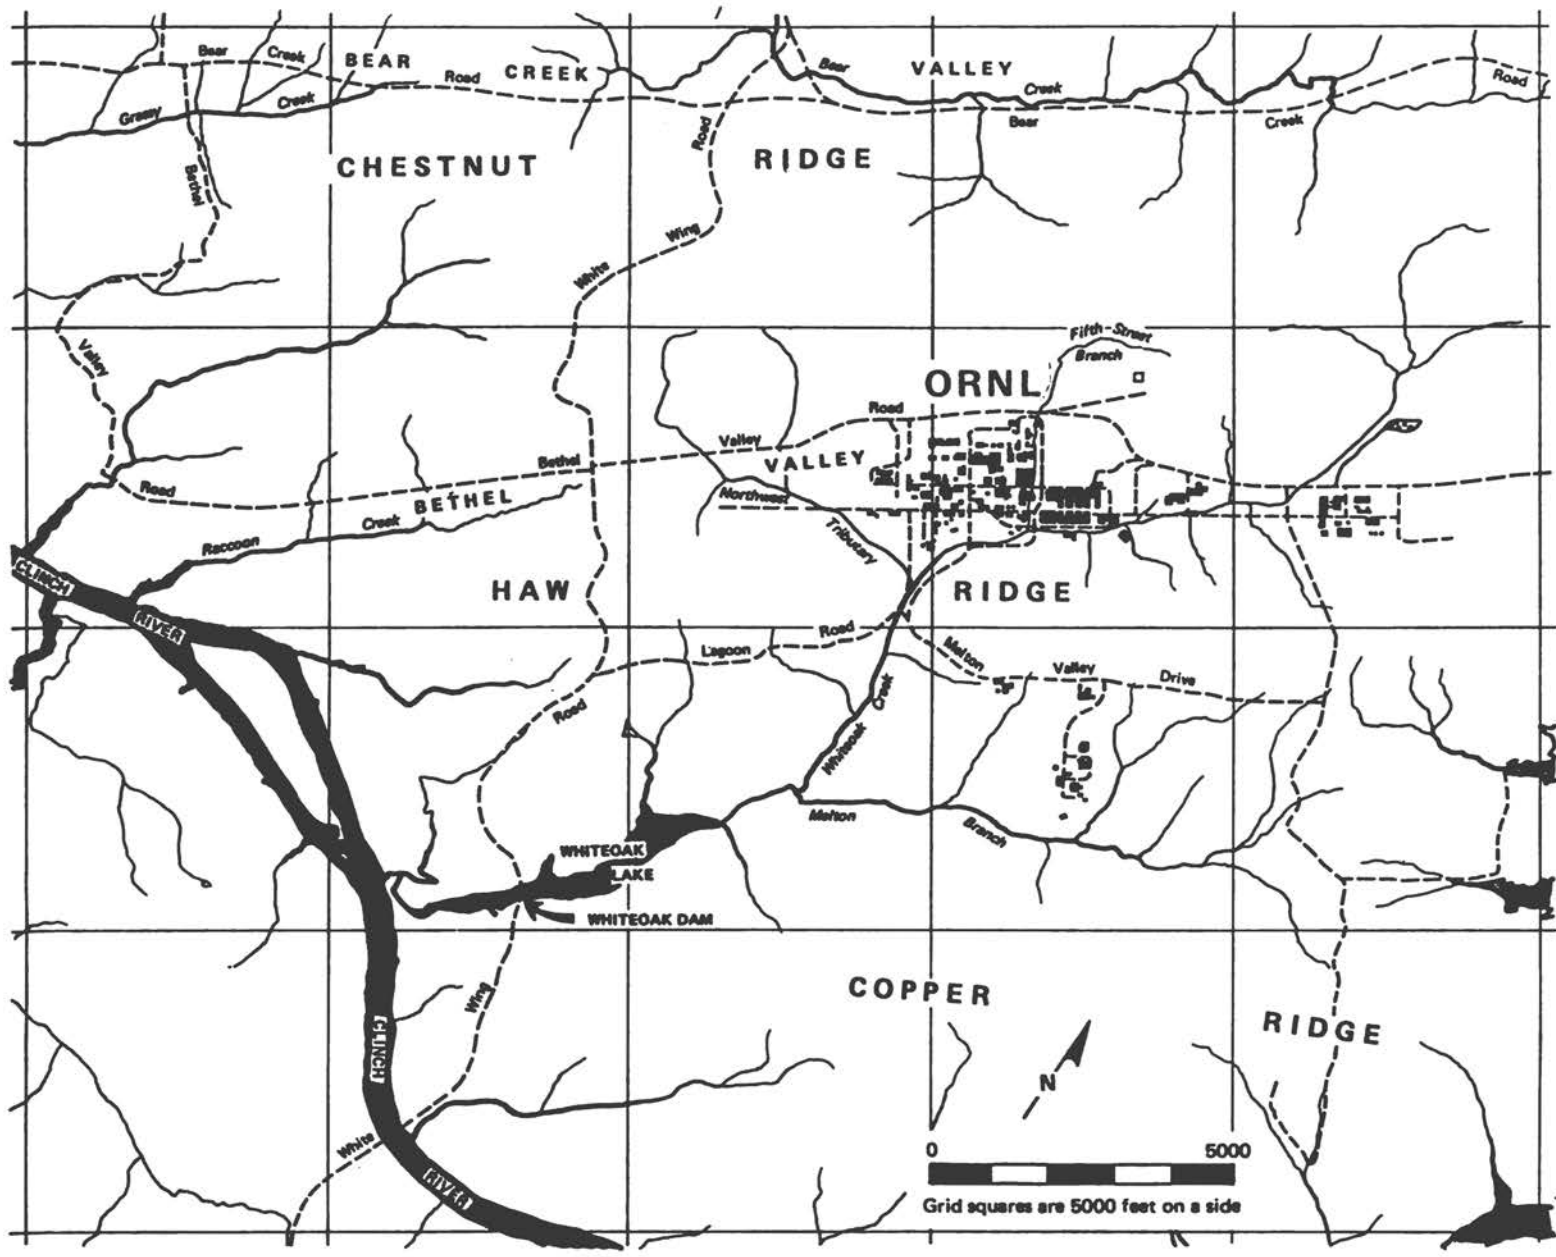 Bear Creek
BEAR CREEK VALLEY
Road
Bear Creek
Road
Grassy Creek
Bear Creek
Bethel
CHESTNUT RIDGE
Road
White Wing
Valley
Fifth-Street
Branch
ORNL
Road
Valley
VALLEY
Bethel
Road
BETHEL
Northwest
Tributary
Creek
Raccoon
CLINCH
RIVER
HAW RIDGE
Lagoon Road
Melton Valley Drive
Road
Whiteoak Creek
Melton Branch
WHITEOAK
LAKE
WHITEOAK DAM
COPPER RIDGE
Wing
CLINCH
N
White
RIVER
0 5000
Grid squares are 5000 feet on a side